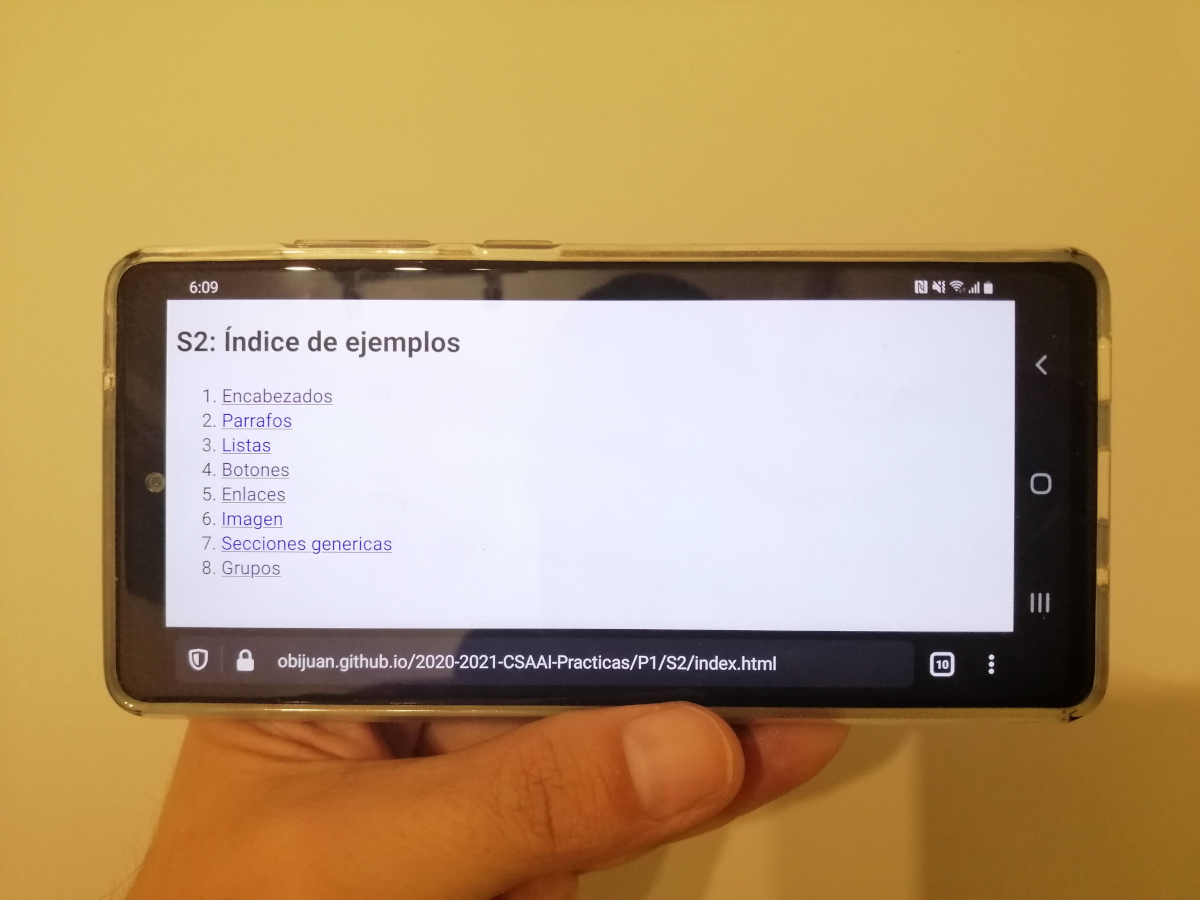 6:09
S2: Índice de ejemplos
1. Encabezados
2. Parrafos
3. Listas
4. Botones
5. Enlaces
6. Imagen
7. Secciones genericas
8. Grupos
obijuan.github.io/2020-2021-CSAAI-Practicas/P1/S2/index.html
10